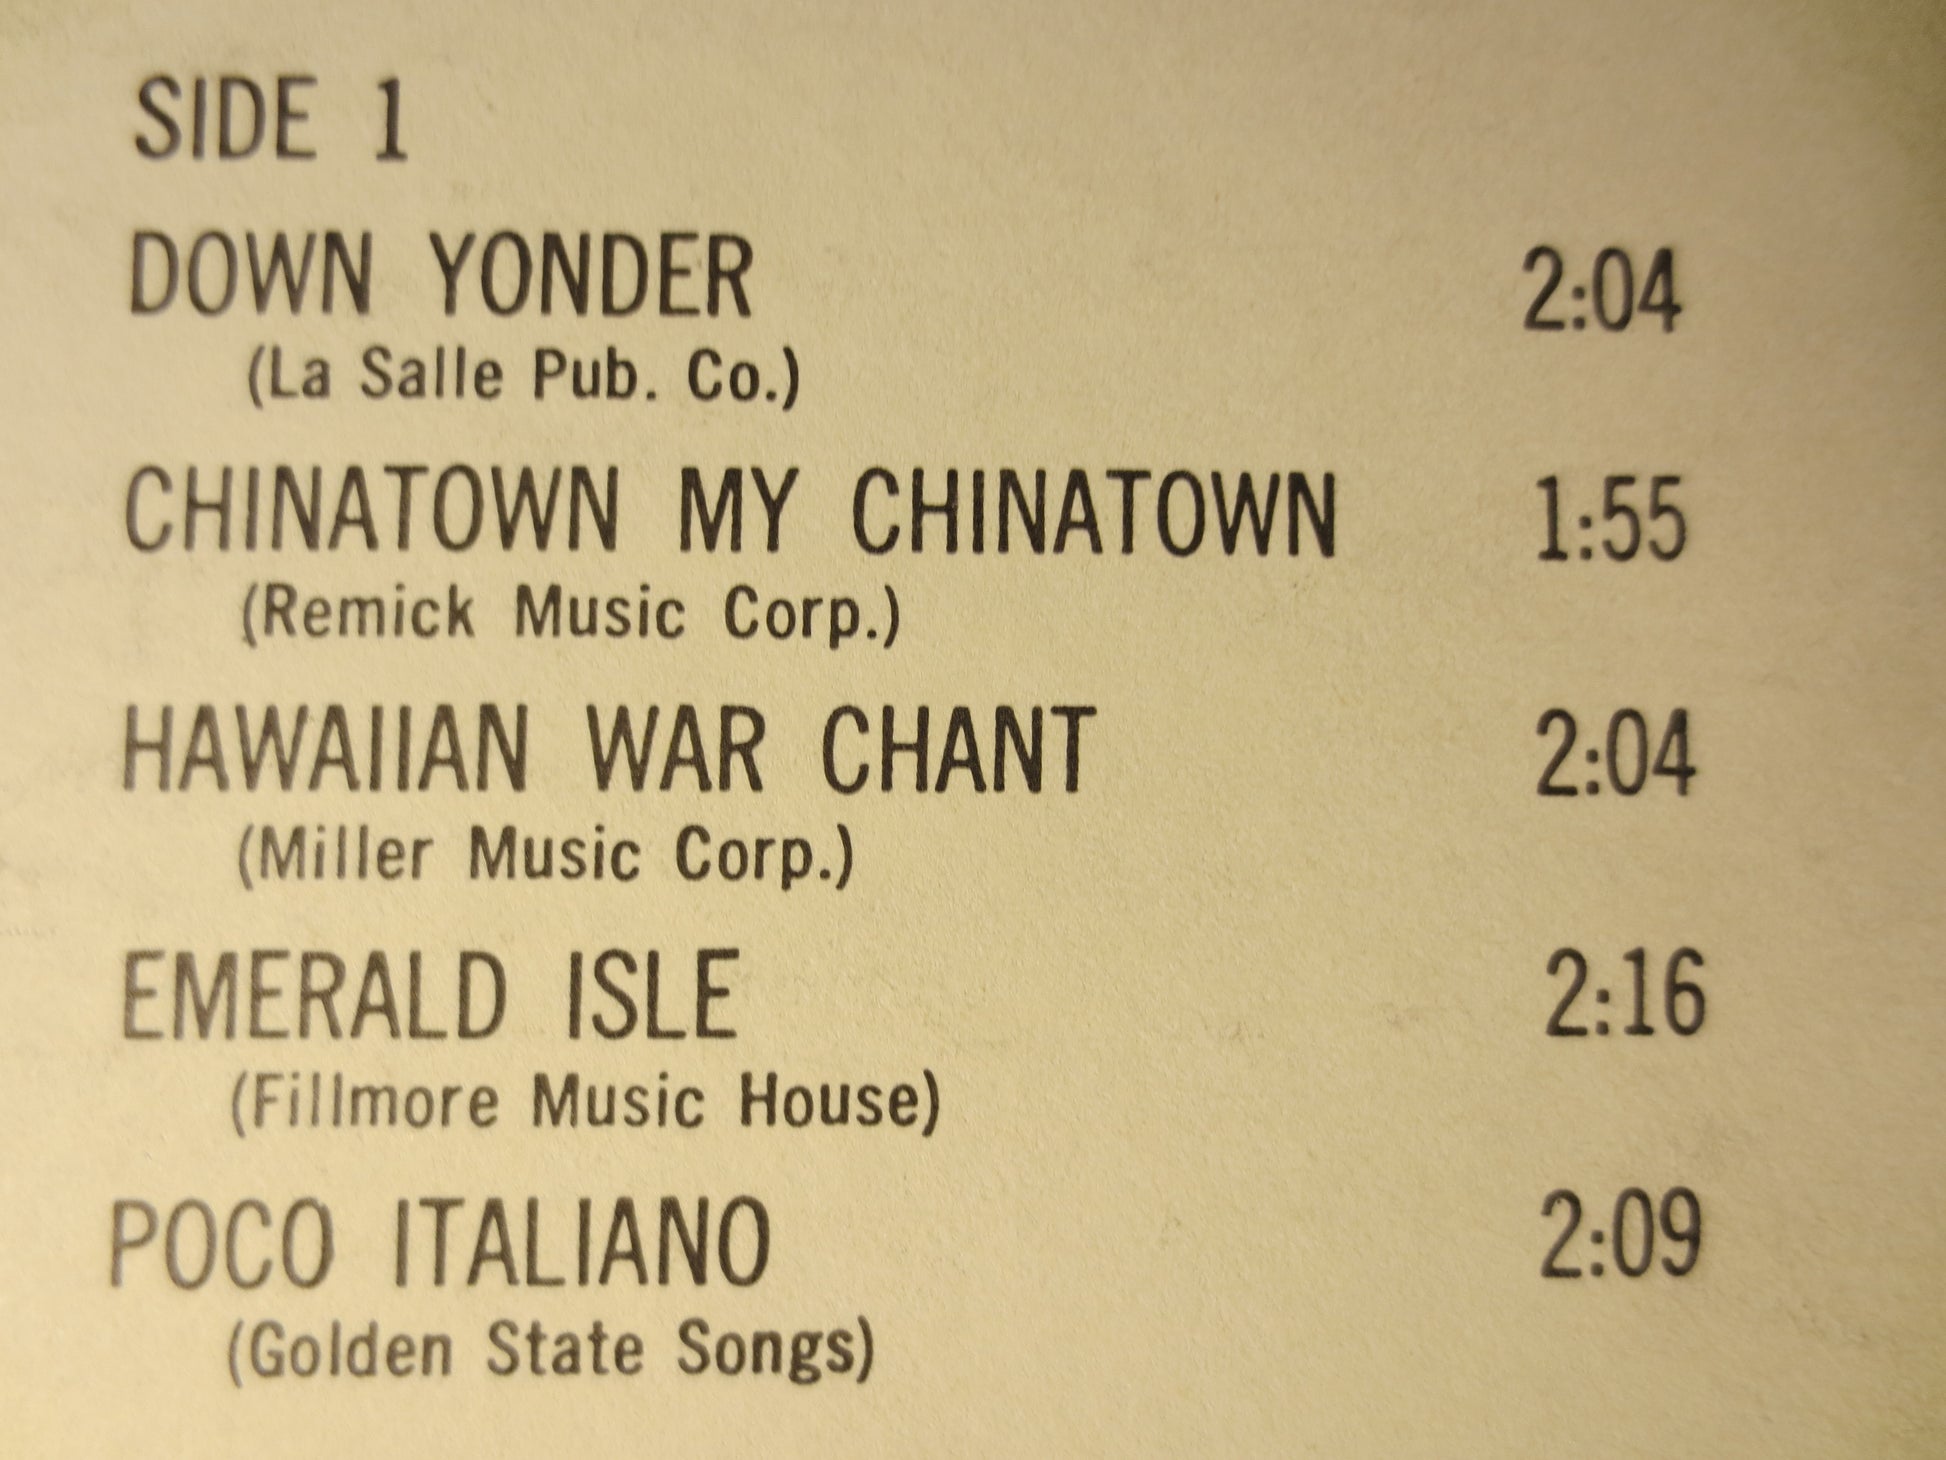 SIDE 1
DOWN YONDER 2:04
(La Salle Pub. Co.)
CHINATOWN MY CHINATOWN 1:55
(Remick Music Corp.)
HAWAIIAN WAR CHANT 2:04
(Miller Music Corp.)
EMERALD ISLE 2:16
(Fillmore Music House)
POCO ITALIANO 2:09
(Golden State Songs)